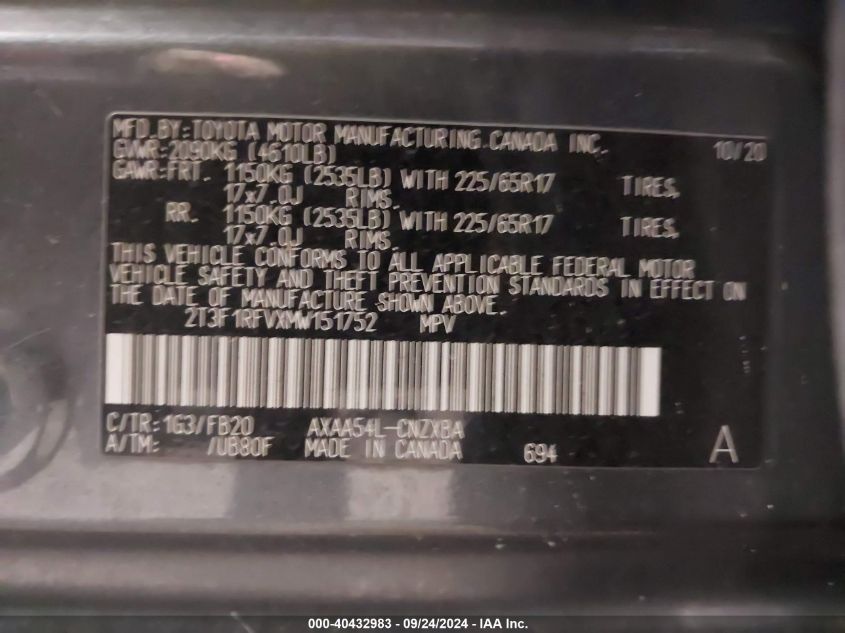 MFD.BY:TOYOTA MOTOR MANUFACTURING CANADA INC. 10/20
GVWR:2090KG (4610LB)
GAWR:FRT. 1150KG (2535LB) WITH 225/65R17 TIRES,
17x7.0J RIMS.
RR. 1150KG (2535LB) WITH 225/65R17 TIRES,
17x7.0J RIMS.
THIS VEHICLE CONFORMS TO ALL APPLICABLE FEDERAL MOTOR
VEHICLE SAFETY AND THEFT PREVENTION STANDARDS IN EFFECT ON
THE DATE OF MANUFACTURE SHOWN ABOVE.
2T3F1RFVXMW151752 MPV
C/TR:1G3/FB20 AXAA54L-CNZXBA
A/TM: /UB80F MADE IN CANADA 694 A
000-40432983 - 09/24/2024 - IAA Inc.